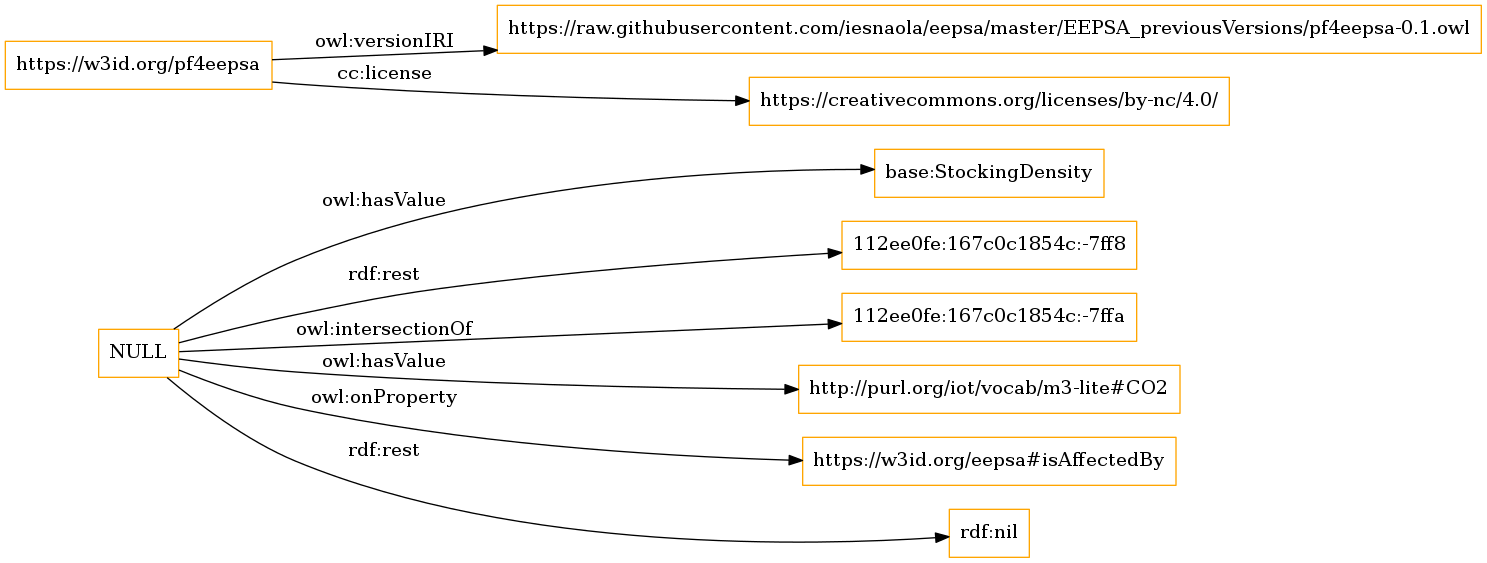 https://raw.githubusercontent.com/iesnaola/eepsa/master/EEPSA_previousVersions/pf4eepsa-0.1.owl
owl:versionIRI
https://w3id.org/pf4eepsa
cc:license
https://creativecommons.org/licenses/by-nc/4.0/
base:StockingDensity
owl:hasValue
112ee0fe:167c0c1854c:-7ff8
rdf:rest
112ee0fe:167c0c1854c:-7ffa
owl:intersectionOf
NULL
owl:hasValue
http://purl.org/iot/vocab/m3-lite#CO2
owl:onProperty
https://w3id.org/eepsa#isAffectedBy
rdf:rest
rdf:nil